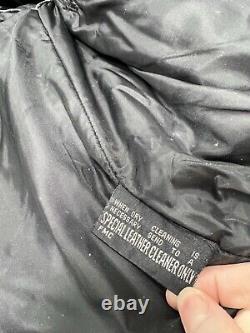 WHEN DRY CLEANING IS
NECESSARY SEND TO A
SPECIAL LEATHER CLEANER ONLY
FMC